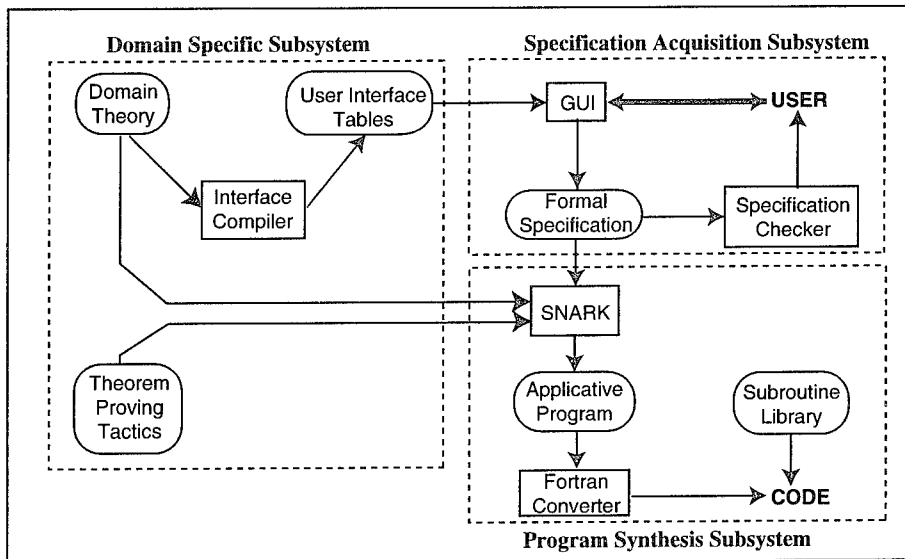 Domain Specific Subsystem
Specification Acquisition Subsystem
Domain
Theory
User Interface
Tables
GUI
USER
Interface
Compiler
Formal
Specification
Specification
Checker
SNARK
Theorem
Proving
Tactics
Applicative
Program
Subroutine
Library
Fortran
Converter
CODE
Program Synthesis Subsystem